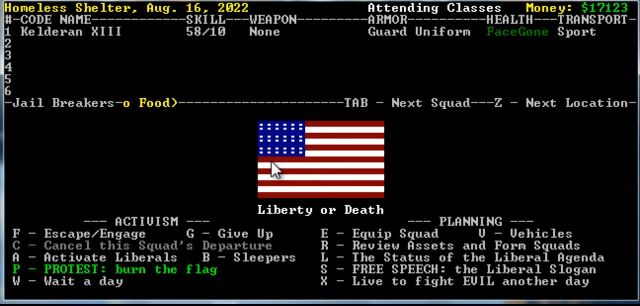 Homeless Shelter, Aug. 16, 2022 Attending Classes Money: $17123
#-CODE NAME------------SKILL---WEAPON---------------ARMOR------------HEALTH---TRANSPORT-
1 Kelderan XIII 58/10 None Guard Uniform FaceGone Sport
2
3
4
5
6
-Jail Breakers-o Food)---------------------TAB - Next Squad---Z - Next Location-
Liberty or Death
--- ACTIVISM --- --- PLANNING ---
F - Escape/Engage G - Give Up E - Equip Squad V - Vehicles
C - Cancel this Squad's Departure R - Review Assets and Form Squads
A - Activate Liberals B - Sleepers L - The Status of the Liberal Agenda
P - PROTEST: burn the flag S - FREE SPEECH: the Liberal Slogan
W - Wait a day X - Live to fight EVIL another day